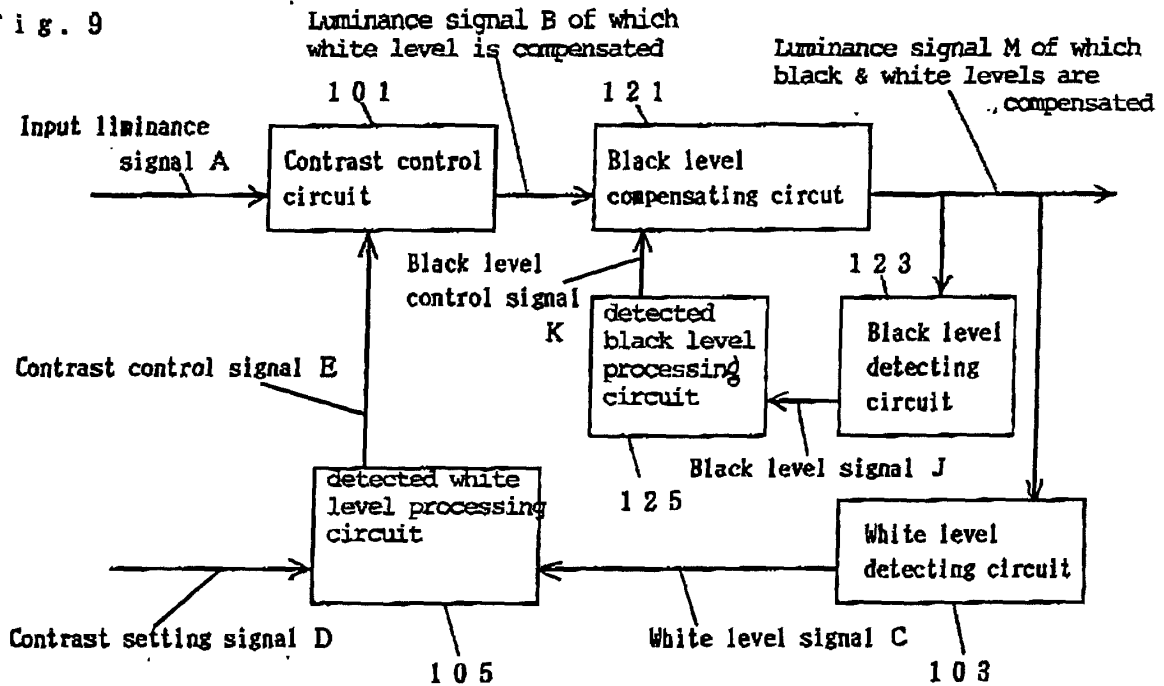 Fig. 9
Luminance signal B of which
white level is compensated
Luminance signal M of which
black & white levels are
compensated
101
121
Input liminance
signal A
Contrast control
circuit
Black level
compensating circut
Black level
control signal
K
123
detected
black level
processing
circuit
Black level
detecting
circuit
Contrast control signal E
Black level signal J
125
detected white
level processing
circuit
White level
detecting circuit
Contrast setting signal D
White level signal C
105
103